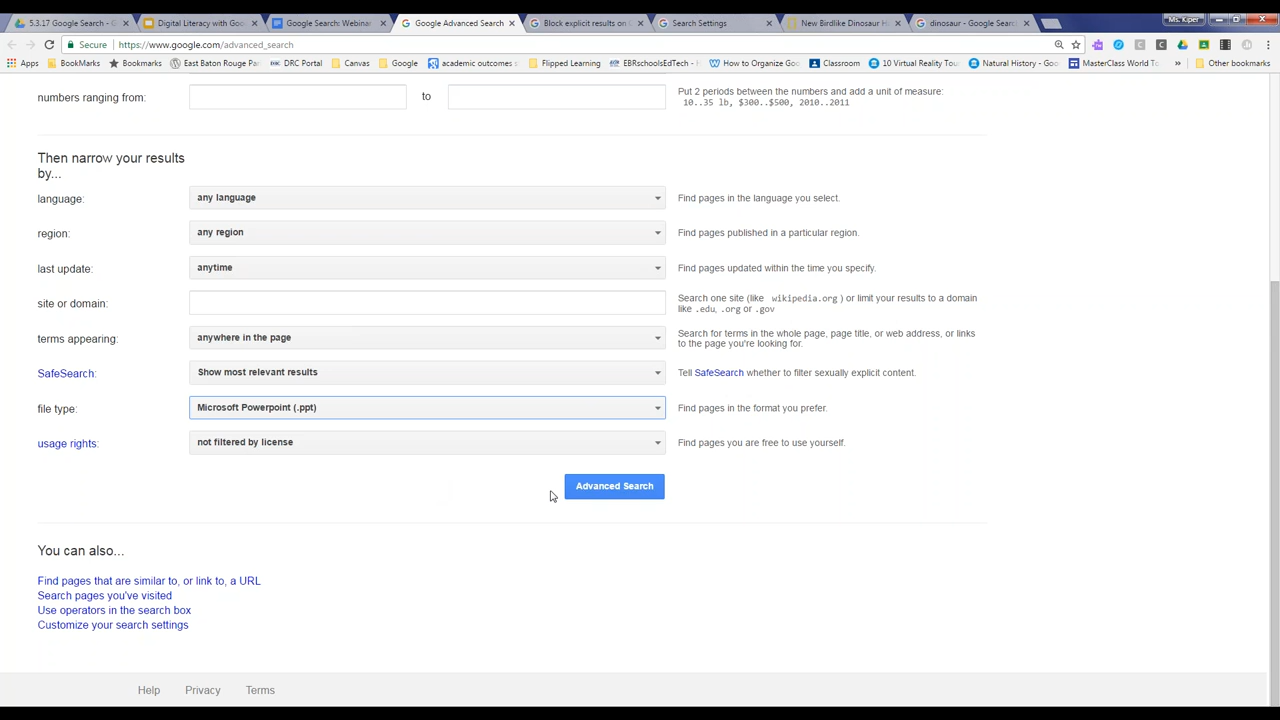 5.3.17 Google Search - G
Digital Literacy with Goo
Google Search: Webinar
Google Advanced Search
Block explicit results on G
Search Settings
New Birdlike Dinosaur H
dinosaur - Google Search
Ms. Kiper
Secure https://www.google.com/advanced_search
Apps BookMarks Bookmarks East Baton Rouge Par DRC Portal Canvas Google academic outcomes s Flipped Learning EBRschoolsEdTech - How to Organize Goo Classroom 10 Virtual Reality Tour Natural History - Goo MasterClass World To » Other bookmarks
numbers ranging from: to Put 2 periods between the numbers and add a unit of measure:
10..35 lb, $300..$500, 2010..2011
Then narrow your results
by...
language: any language Find pages in the language you select.
region: any region Find pages published in a particular region.
last update: anytime Find pages updated within the time you specify.
site or domain: Search one site (like wikipedia.org ) or limit your results to a domain
like .edu, .org or .gov
terms appearing: anywhere in the page Search for terms in the whole page, page title, or web address, or links
to the page you're looking for.
SafeSearch: Show most relevant results Tell SafeSearch whether to filter sexually explicit content.
file type: Microsoft Powerpoint (.ppt) Find pages in the format you prefer.
usage rights: not filtered by license Find pages you are free to use yourself.
Advanced Search
You can also...
Find pages that are similar to, or link to, a URL
Search pages you've visited
Use operators in the search box
Customize your search settings
Help Privacy Terms